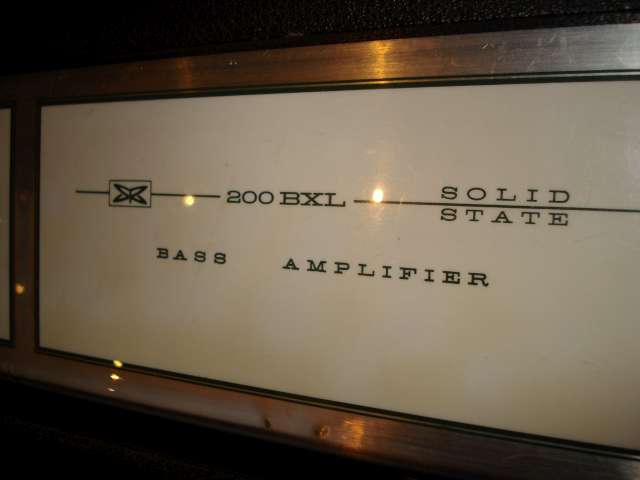 200 BXL
SOLID
STATE
BASS AMPLIFIER